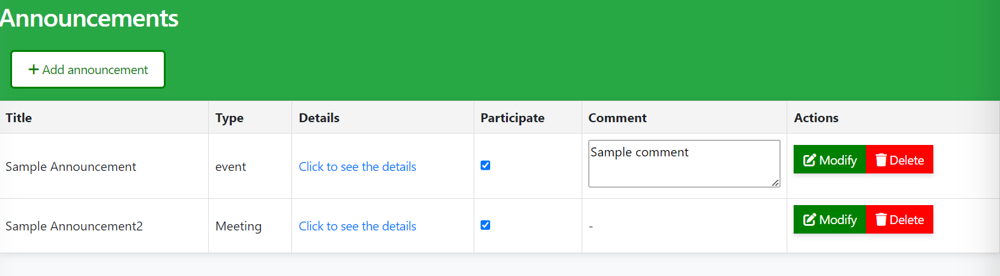 Announcements
Add announcement
Title Type Details Participate Comment Actions
Sample Announcement event Click to see the details Sample comment Modify Delete
Sample Announcement2 Meeting Click to see the details - Modify Delete